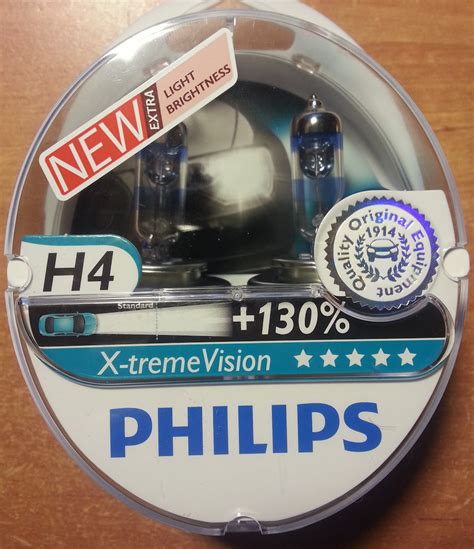 NEW
EXTRA
LIGHT
BRIGHTNESS
Quality Original Equipment
1914
H4
Standard
+130%
X-tremeVision
PHILIPS